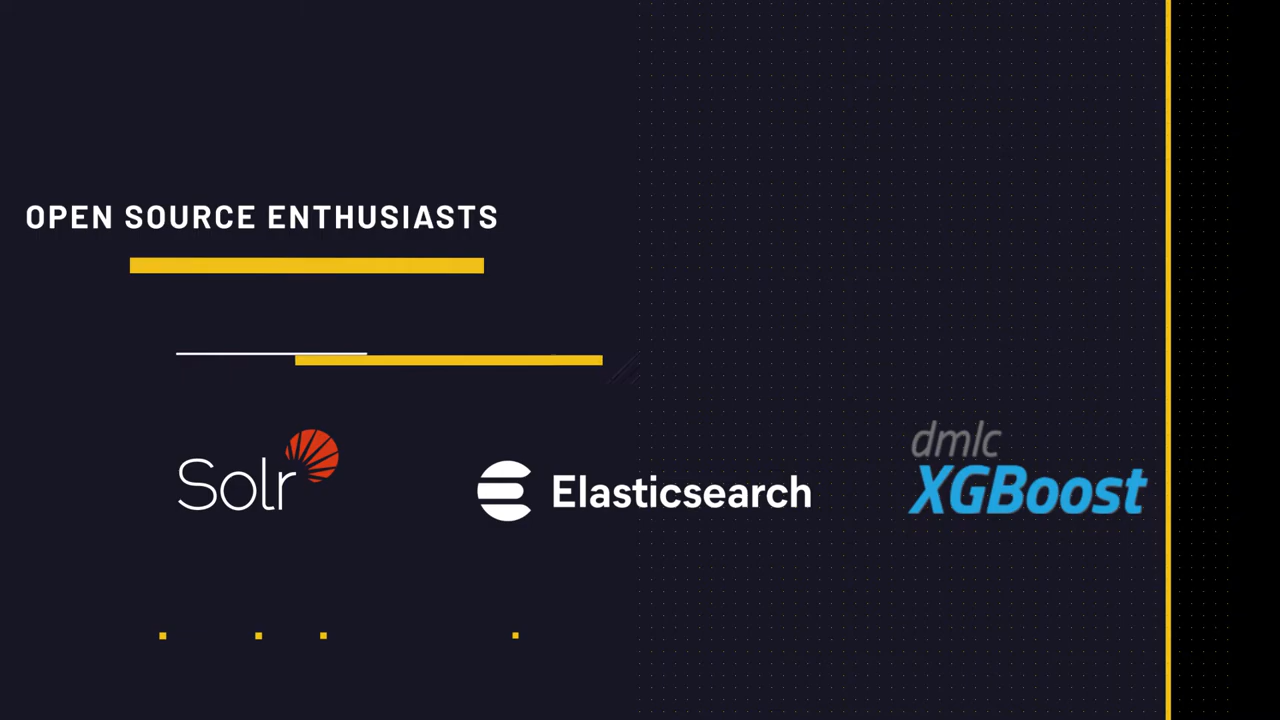 OPEN SOURCE ENTHUSIASTS
Solr
Elasticsearch
dmlc
XGBoost